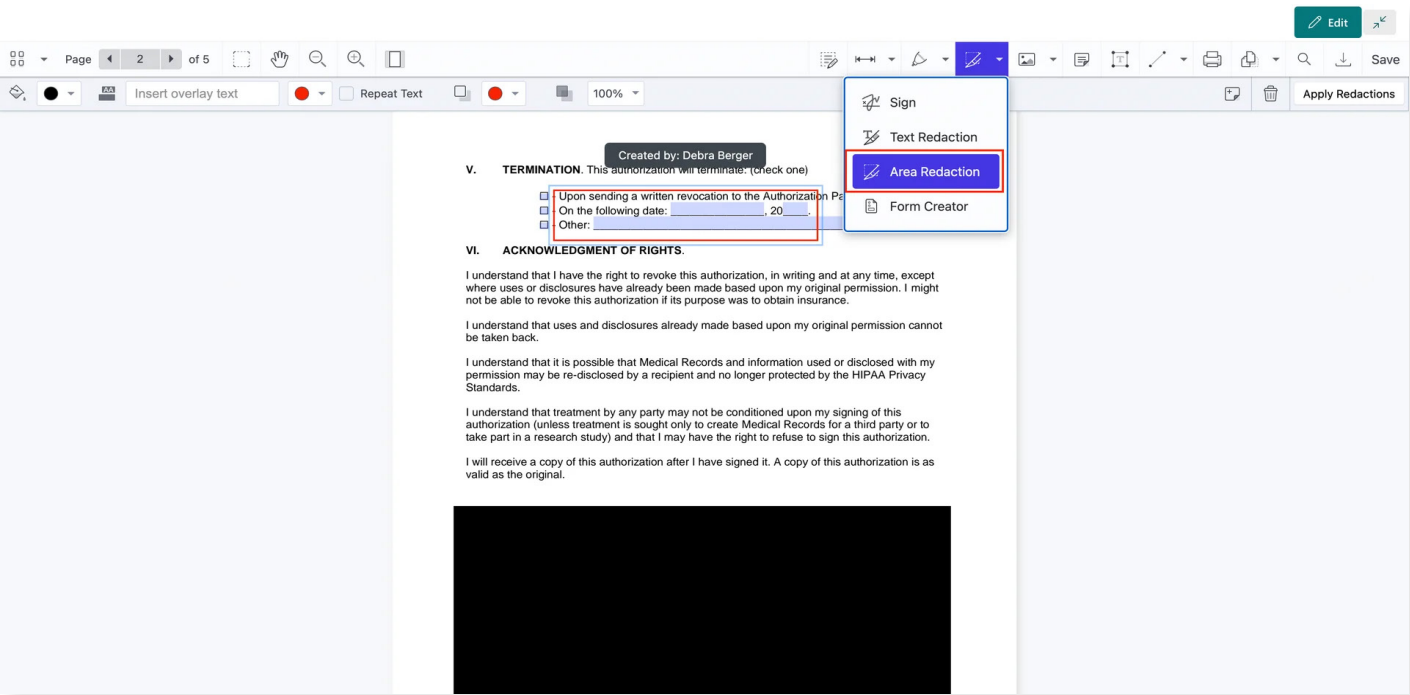 Edit
Page 2 of 5 Save
AA Insert overlay text Repeat Text 100% Apply Redactions
Sign
Text Redaction
Area Redaction
Form Creator
Created by: Debra Berger
V. TERMINATION. This authorization will terminate: (check one)
- Upon sending a written revocation to the Authorization Pa
- On the following date: _______________, 20____.
- Other: ________________________________________
VI. ACKNOWLEDGMENT OF RIGHTS.
I understand that I have the right to revoke this authorization, in writing and at any time, except
where uses or disclosures have already been made based upon my original permission. I might
not be able to revoke this authorization if its purpose was to obtain insurance.
I understand that uses and disclosures already made based upon my original permission cannot
be taken back.
I understand that it is possible that Medical Records and information used or disclosed with my
permission may be re-disclosed by a recipient and no longer protected by the HIPAA Privacy
Standards.
I understand that treatment by any party may not be conditioned upon my signing of this
authorization (unless treatment is sought only to create Medical Records for a third party or to
take part in a research study) and that I may have the right to refuse to sign this authorization.
I will receive a copy of this authorization after I have signed it. A copy of this authorization is as
valid as the original.